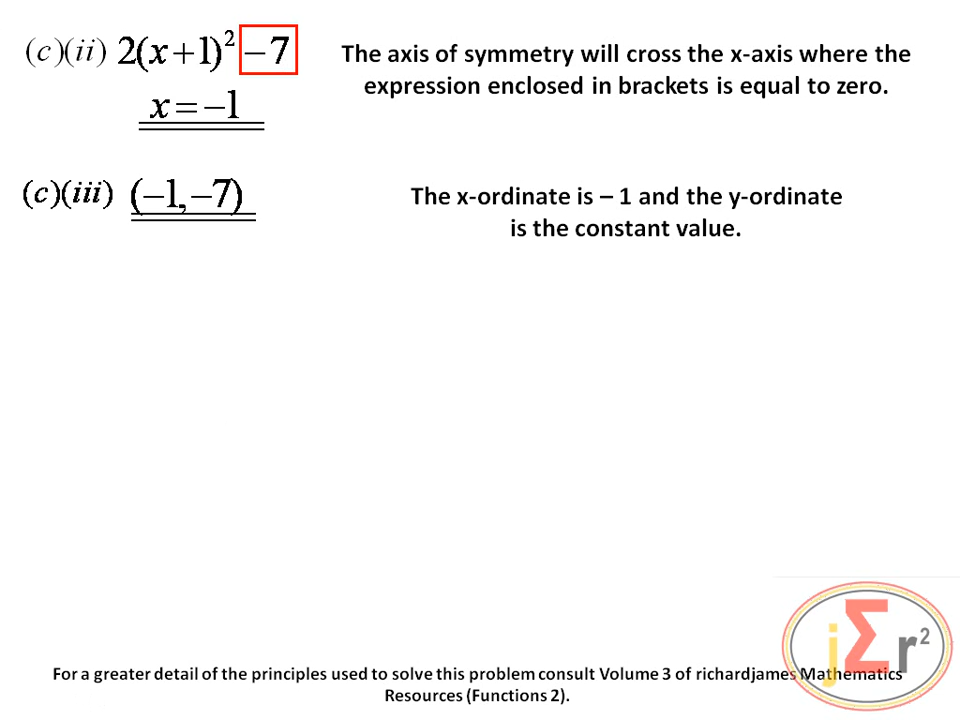 (c)(ii) 2(x+1)² −7
The axis of symmetry will cross the x-axis where the
expression enclosed in brackets is equal to zero.
x = −1
(c)(iii) (−1,−7)
The x-ordinate is – 1 and the y-ordinate
is the constant value.
jΣr²
For a greater detail of the principles used to solve this problem consult Volume 3 of richardjames Mathematics
Resources (Functions 2).